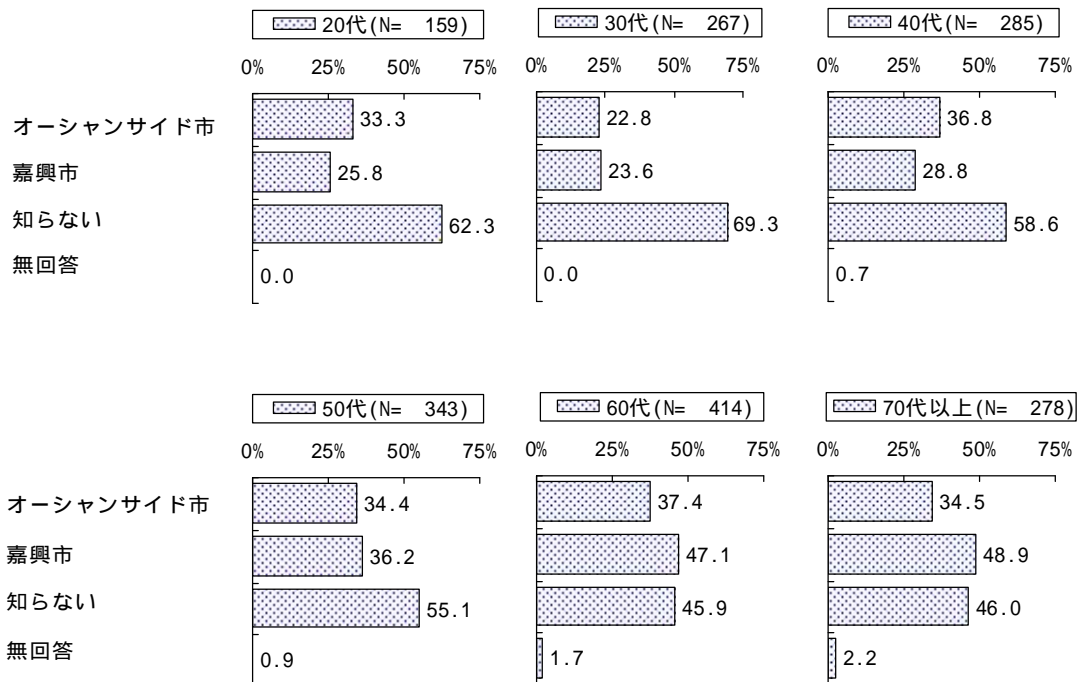 20代(N= 159) 30代(N= 267) 40代(N= 285)
0% 25% 50% 75% 0% 25% 50% 75% 0% 25% 50% 75%
オーシャンサイド市 33.3 22.8 36.8
嘉興市 25.8 23.6 28.8
知らない 62.3 69.3 58.6
無回答 0.0 0.0 0.7
50代(N= 343) 60代(N= 414) 70代以上(N= 278)
0% 25% 50% 75% 0% 25% 50% 75% 0% 25% 50% 75%
オーシャンサイド市 34.4 37.4 34.5
嘉興市 36.2 47.1 48.9
知らない 55.1 45.9 46.0
無回答 0.9 1.7 2.2